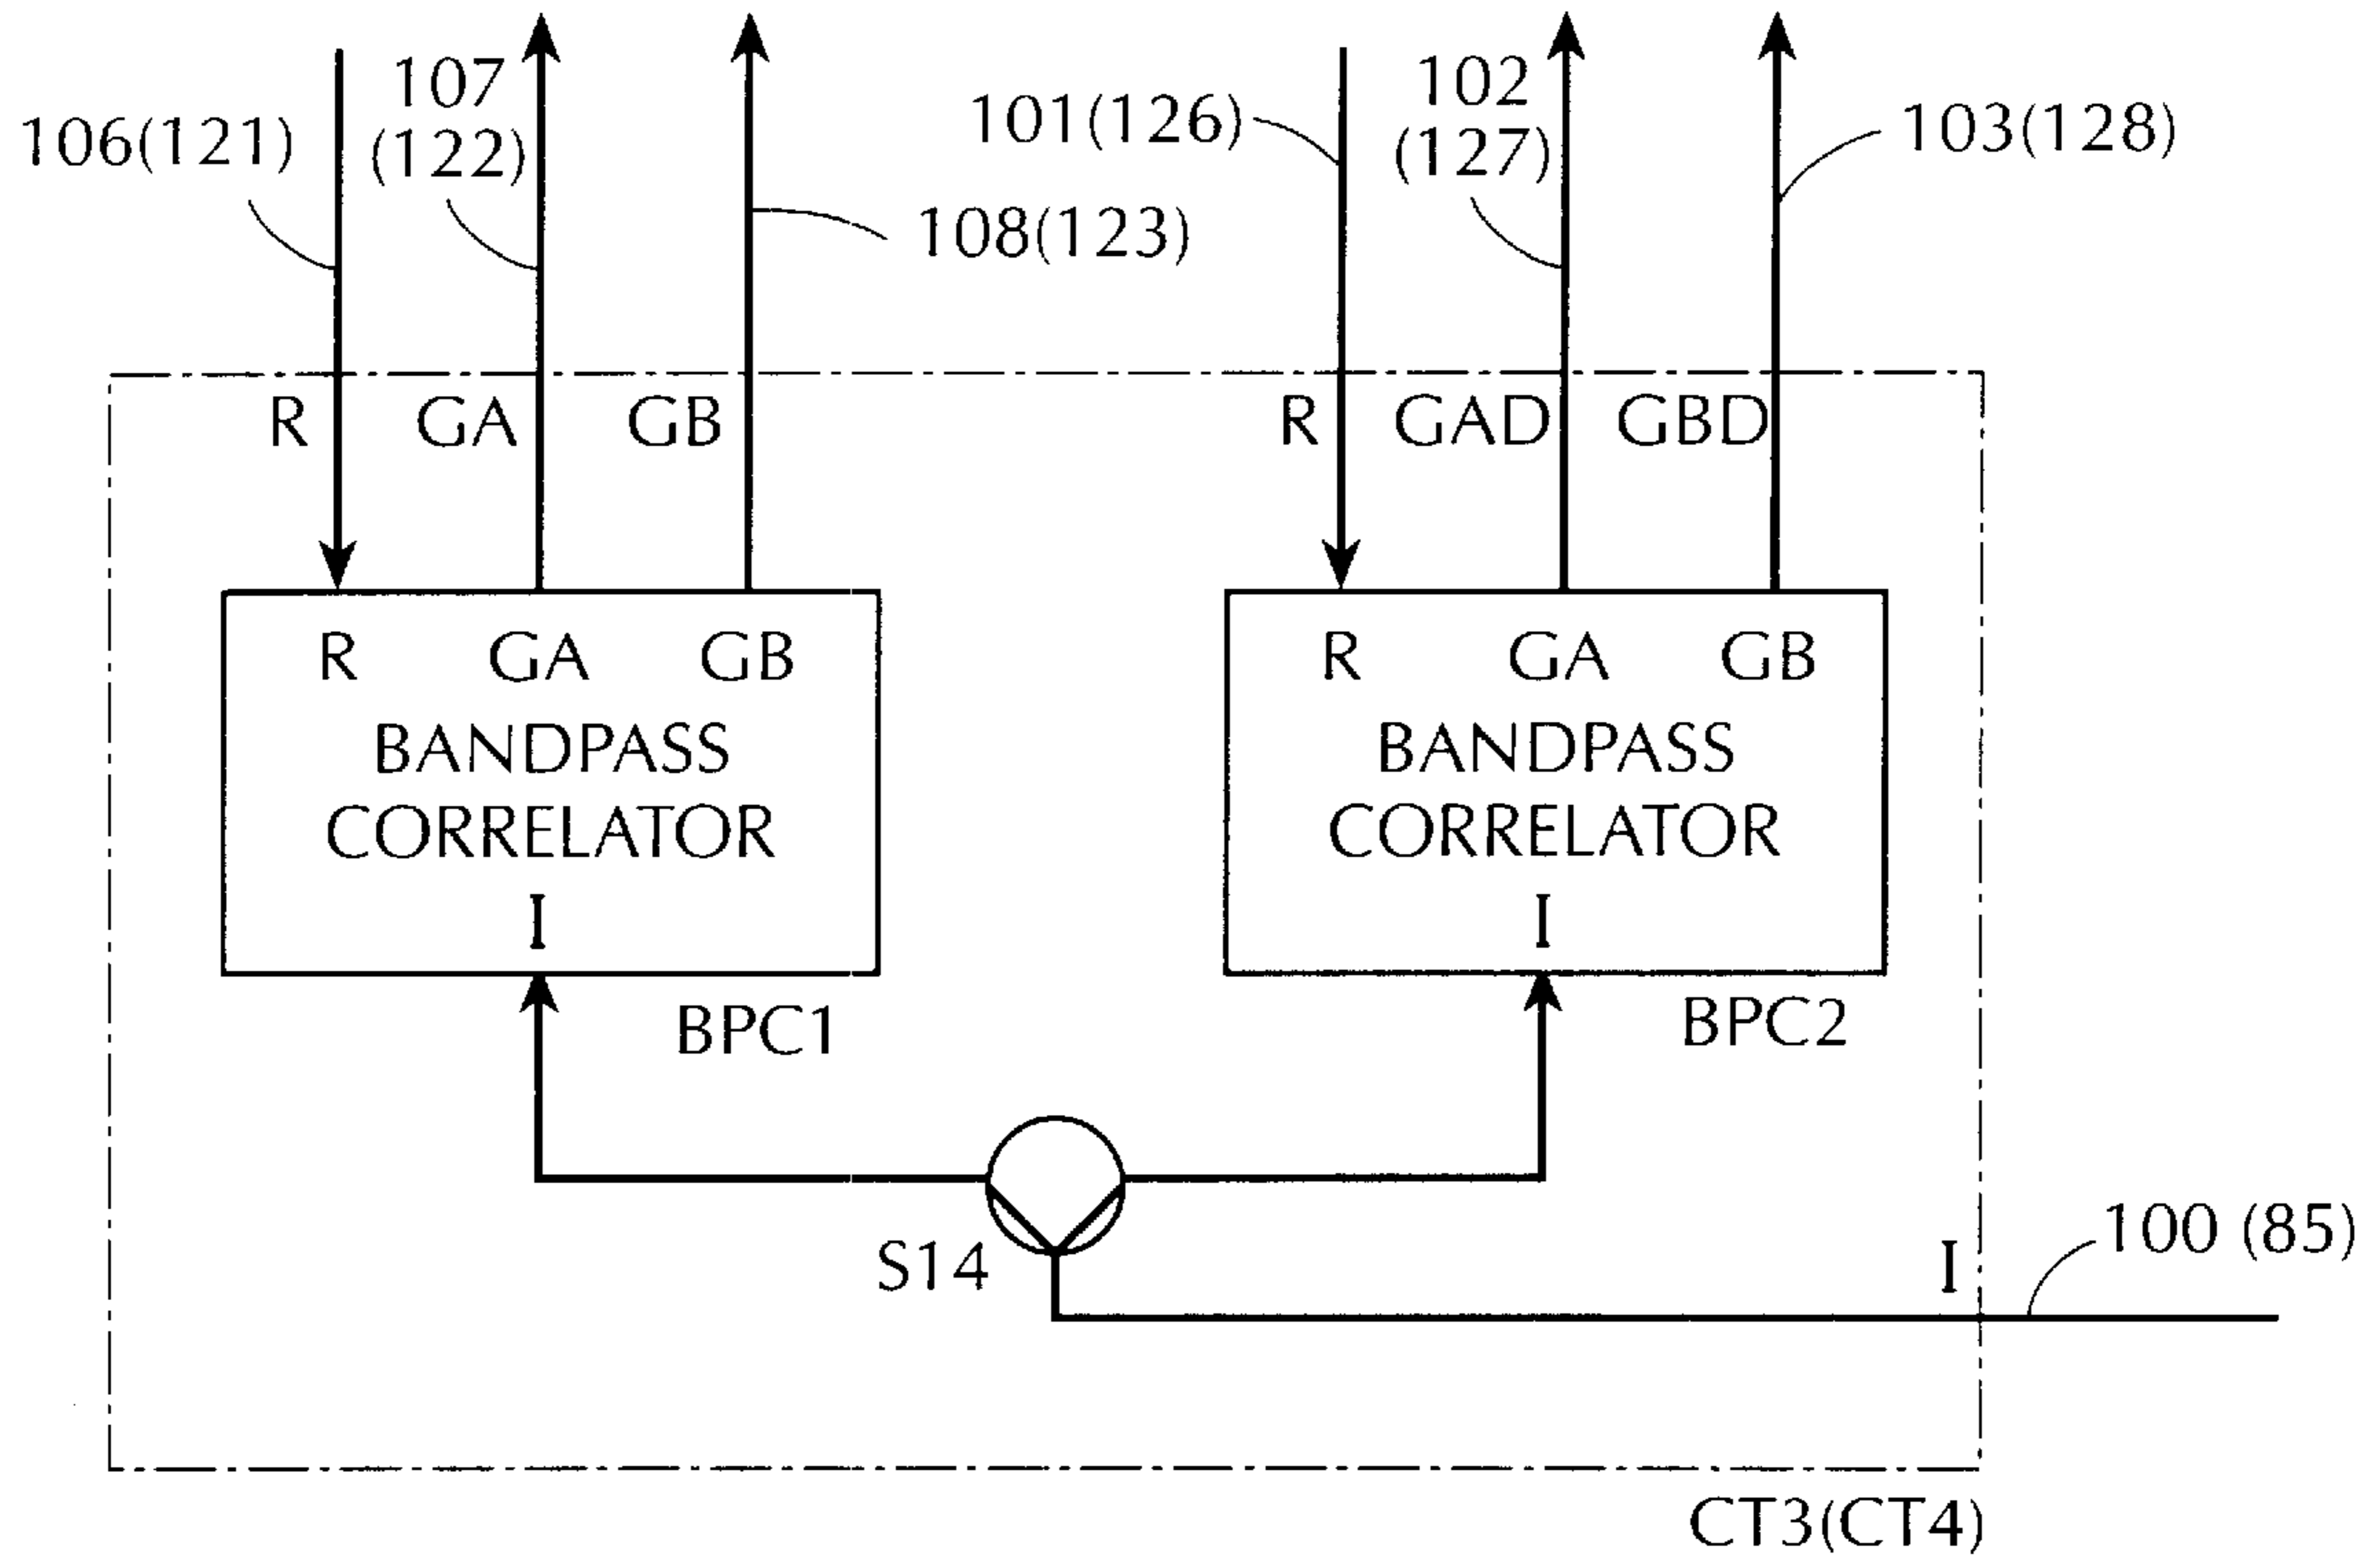 107
(122)
106(121)
101(126)
102
(127)
103(128)
108(123)
R GA GB
R GAD GBD
R GA GB
BANDPASS
CORRELATOR
I
BPC1
R GA GB
BANDPASS
CORRELATOR
I
BPC2
S14
I
100 (85)
CT3(CT4)